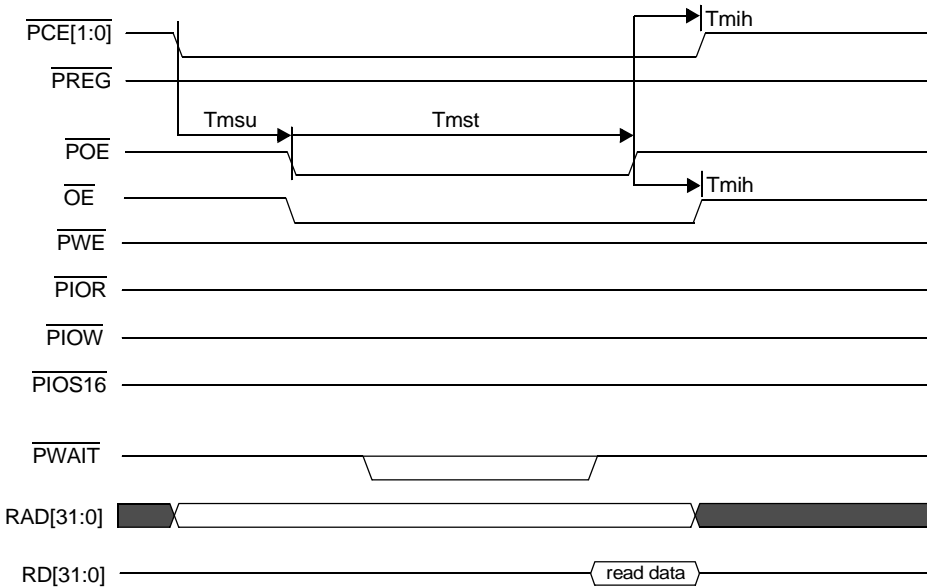 Tmih
PCE[1:0]
PREG
Tmsu
Tmst
POE
Tmih
OE
PWE
PIOR
PIOW
PIOS16
PWAIT
RAD[31:0]
RD[31:0]
read data